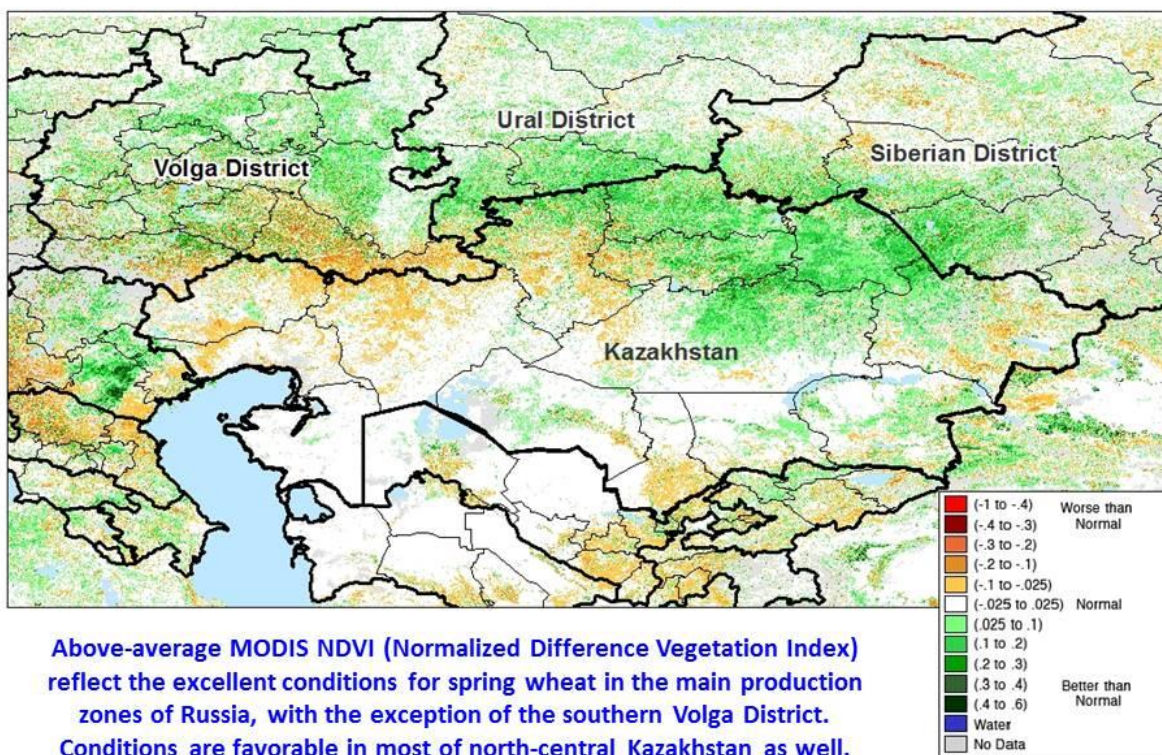 Ural District
Volga District
Siberian District
Kazakhstan
(-1 to -.4) Worse than
Normal
(-.4 to -.3)
(-.3 to -.2)
(-.2 to -.1)
(-.1 to -.025)
(-.025 to .025) Normal
(.025 to .1)
(.1 to .2)
(.2 to .3)
(.3 to .4) Better than
Normal
(.4 to .6)
Water
No Data
Above-average MODIS NDVI (Normalized Difference Vegetation Index)
reflect the excellent conditions for spring wheat in the main production
zones of Russia, with the exception of the southern Volga District.
Conditions are favorable in most of north-central Kazakhstan as well.